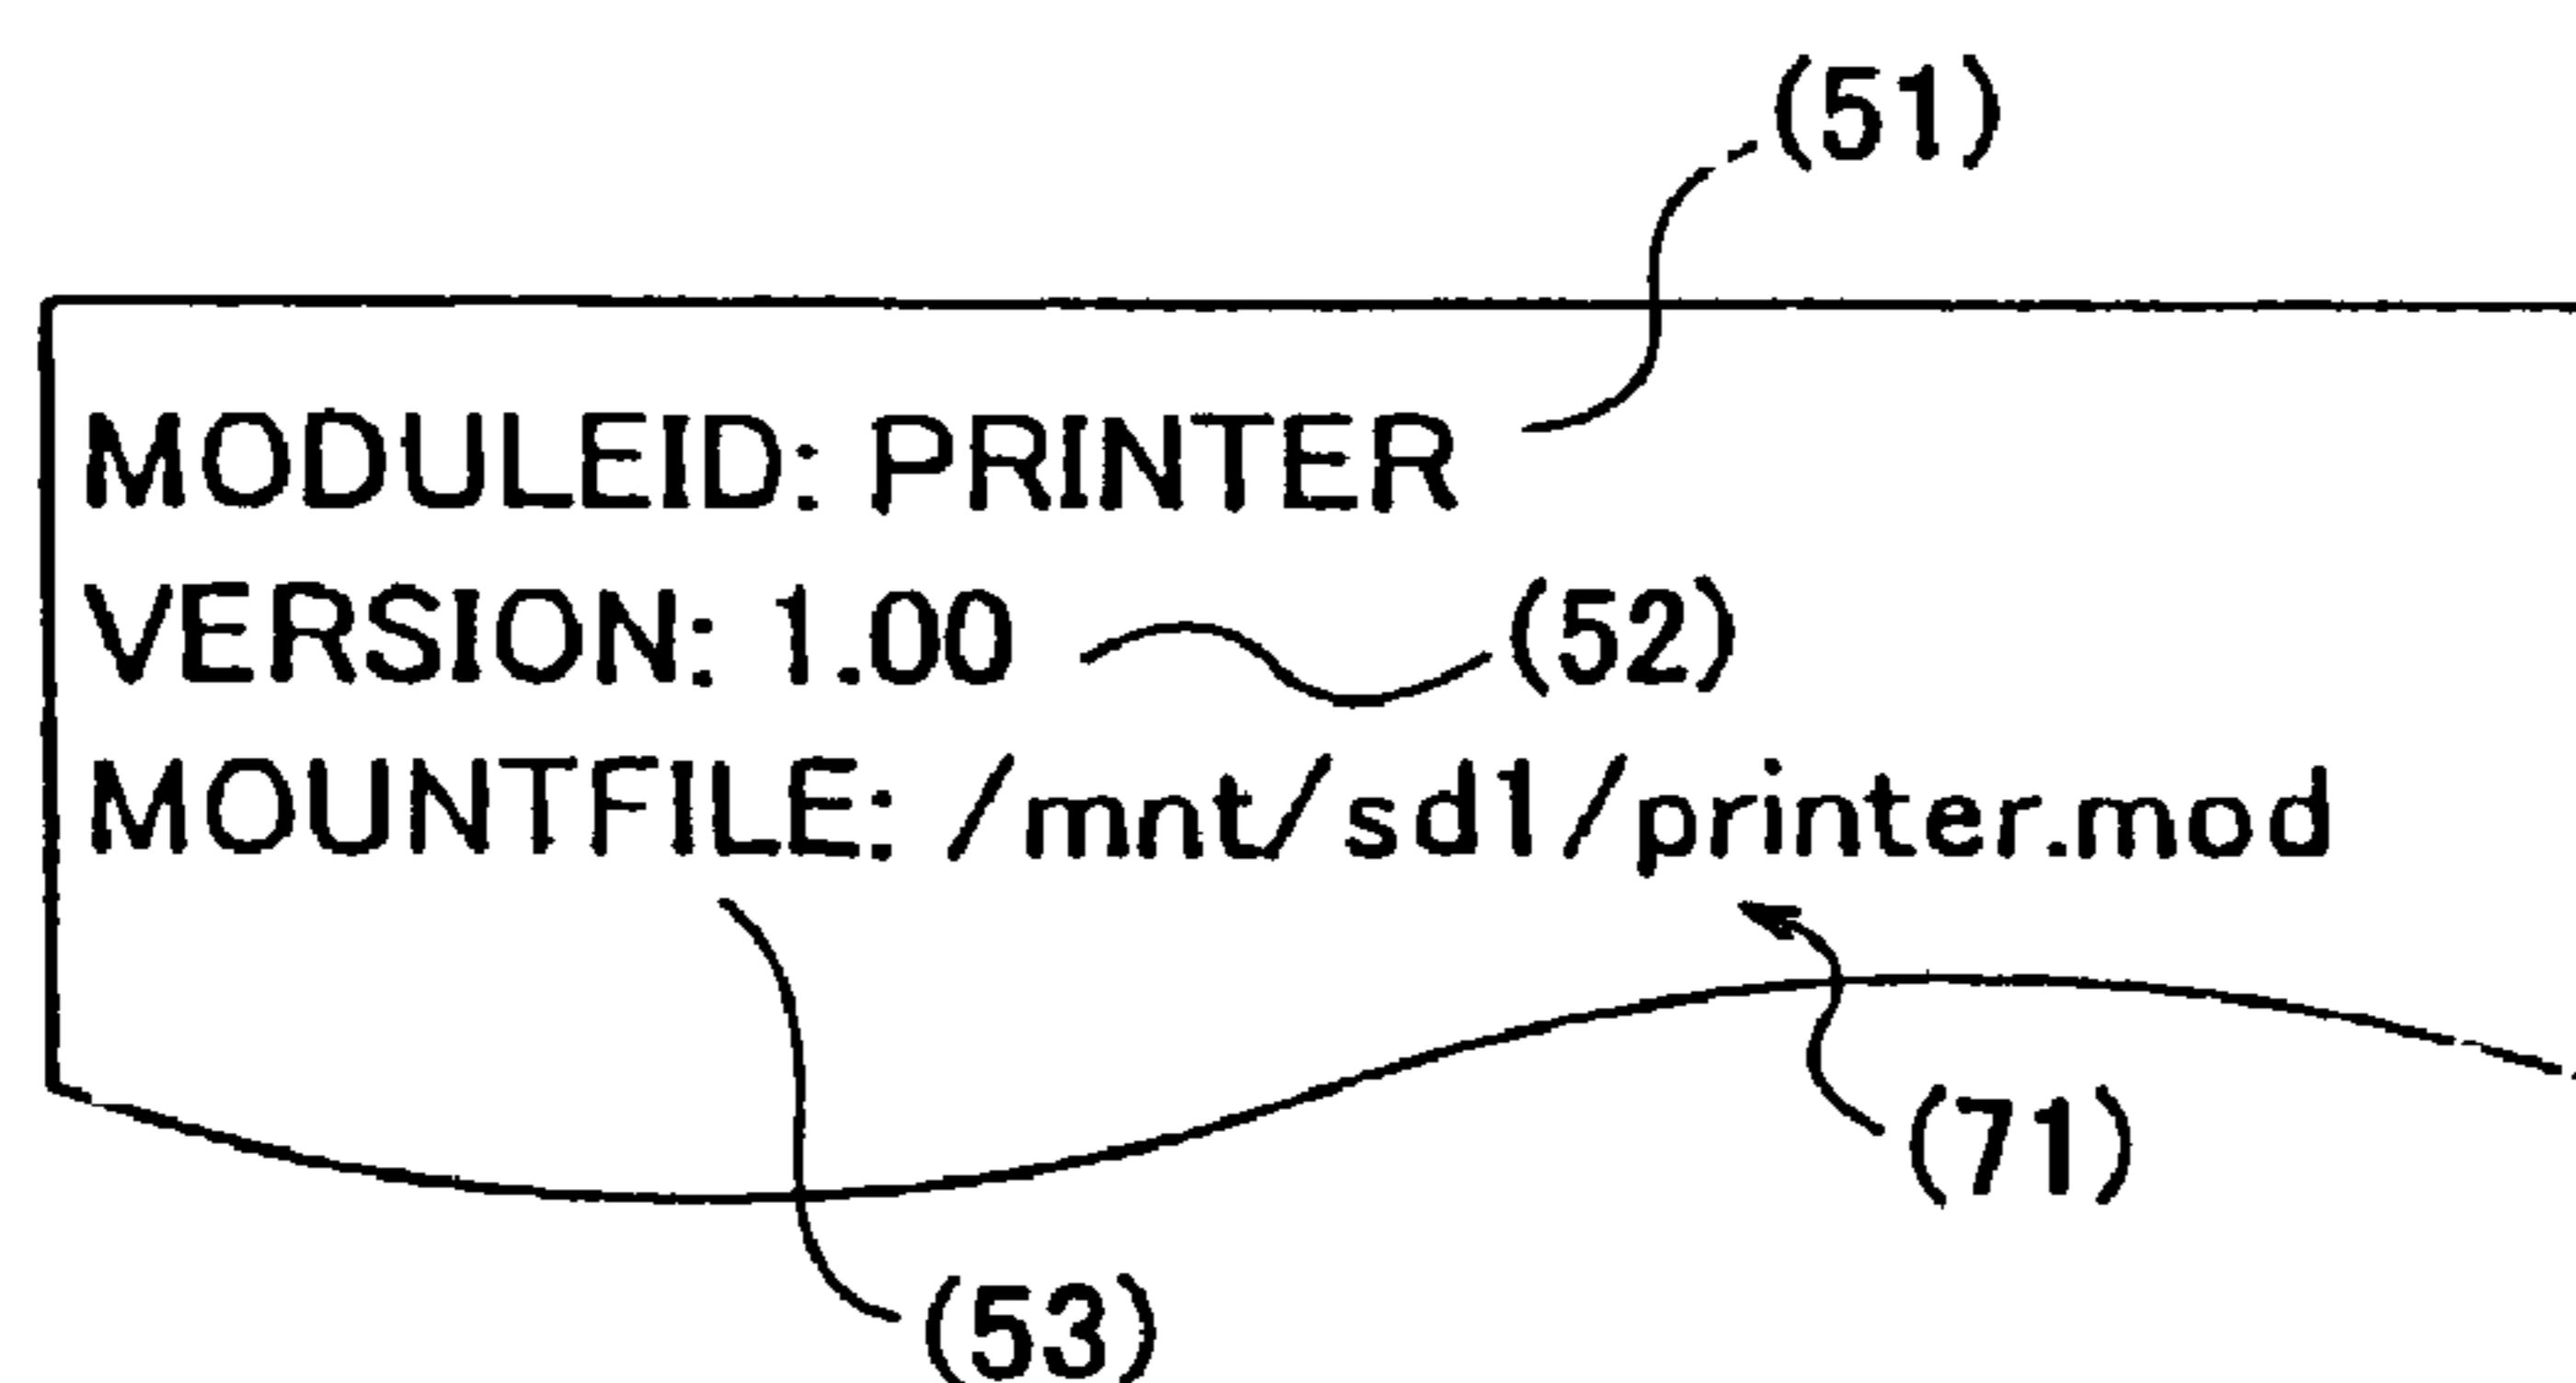 (51)
MODULEID: PRINTER
VERSION: 1.00 (52)
MOUNTFILE: /mnt/sd1/printer.mod
(71)
(53)